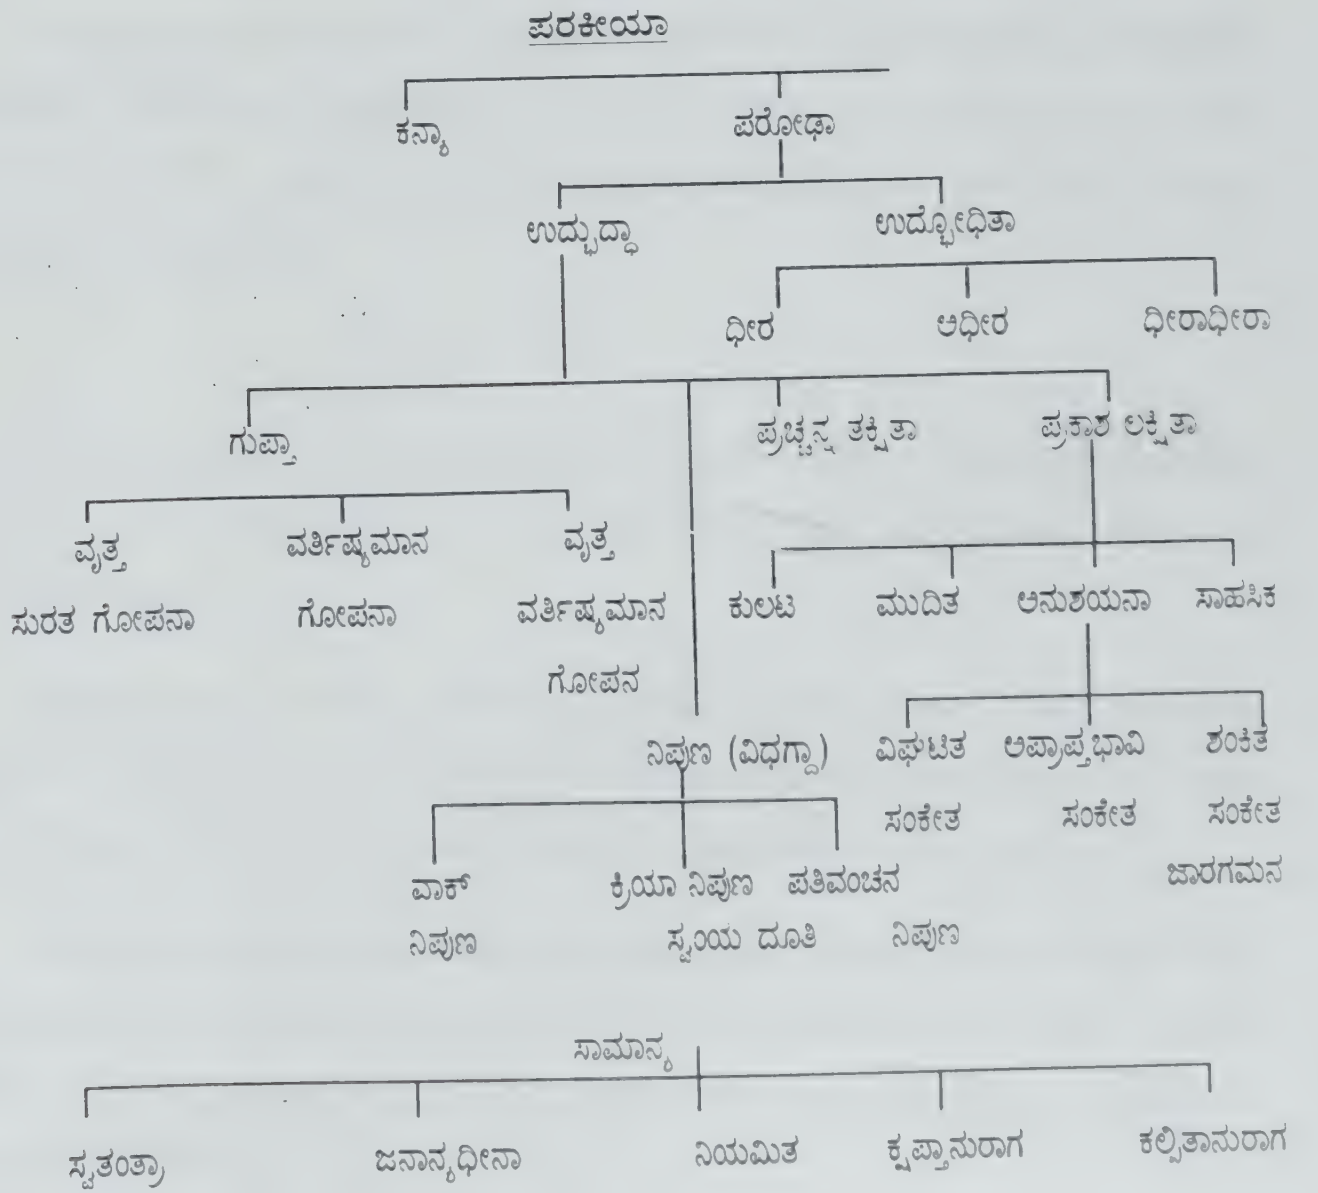 ಪರಕೀಯಾ
ಕನ್ಯಾ ಪರೋಢಾ
ಉದ್ಭುದ್ಧಾ ಉದ್ಭೋಧಿತಾ
ಧೀರ ಅಧೀರ ಧೀರಾಧೀರಾ
ಗುಪ್ತಾ ಪ್ರಚ್ಚನ್ನ ತಕ್ಷಿತಾ ಪ್ರಕಾಶ ಲಕ್ಷಿತಾ
ವೃತ್ತ ವರ್ತಿಷ್ಯಮಾನ ವೃತ್ತ
ಸುರತ ಗೋಪನಾ ಗೋಪನಾ ವರ್ತಿಷ್ಯಮಾನ ಕುಲಟ ಮುದಿತ ಅನುಶಯನಾ ಸಾಹಸಿಕ
ಗೋಪನ
ನಿಪುಣ (ವಿಧಗ್ಧಾ) ವಿಘಟಿತ ಅಪ್ರಾಪ್ತಭಾವಿ ಶಂಕಿತ
ಸಂಕೇತ ಸಂಕೇತ ಸಂಕೇತ
ವಾಕ್ ಕ್ರಿಯಾ ನಿಪುಣ ಪತಿವಂಚನ ಜಾರಗಮನ
ನಿಪುಣ ಸ್ವಂಯ ದೂತಿ ನಿಪುಣ
ಸಾಮಾನ್ಯ
ಸ್ವತಂತ್ರಾ ಜನಾನ್ಯಧೀನಾ ನಿಯಮಿತ ಕ್ಷಪ್ತಾನುರಾಗ ಕಲ್ಪಿತಾನುರಾಗ